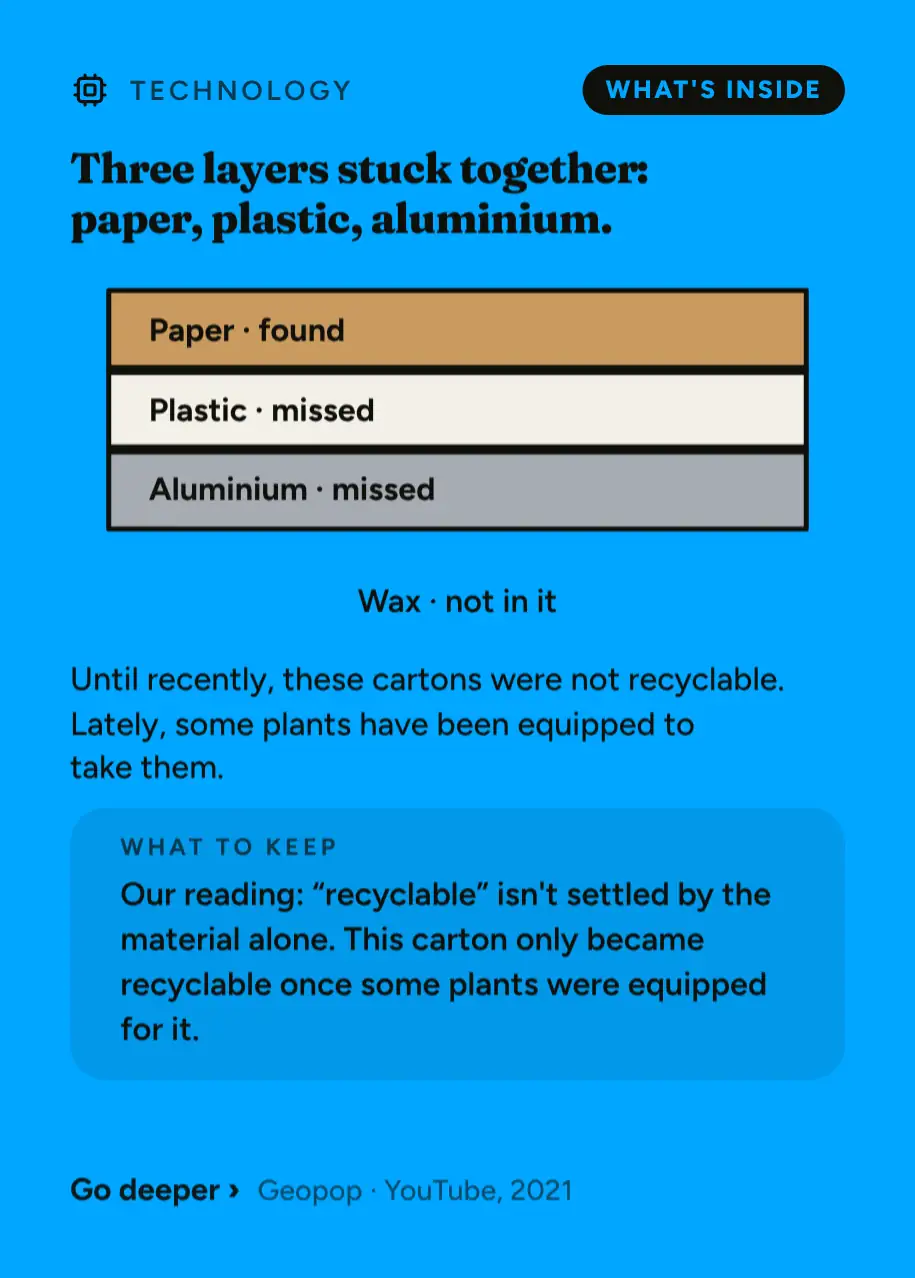 TECHNOLOGY
WHAT'S INSIDE
Three layers stuck together:
paper, plastic, aluminium.
Paper · found
Plastic · missed
Aluminium · missed
Wax · not in it
Until recently, these cartons were not recyclable.
Lately, some plants have been equipped to
take them.
WHAT TO KEEP
Our reading: “recyclable” isn't settled by the
material alone. This carton only became
recyclable once some plants were equipped
for it.
Go deeper › Geopop · YouTube, 2021